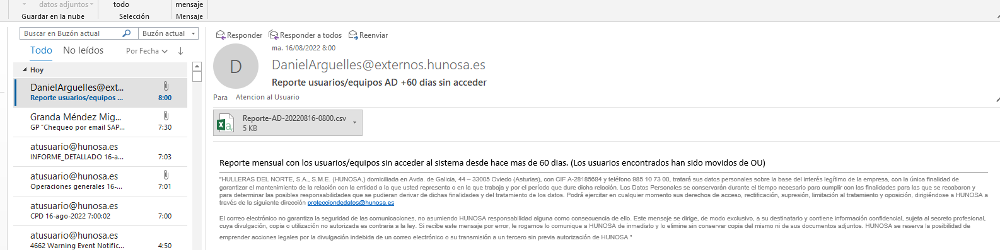 datos adjuntos
todo
mensaje
Guardar en la nube
Selección
Mensaje
Buscar en Buzón actual
Buzón actual
Todo No leídos
Por Fecha
Hoy
DanielArguelles@ext...
Reporte usuarios/equipos ... 8:00
Granda Méndez Mig...
GP "Chequeo por email SAP... 7:30
atusuario@hunosa.es
INFORME_DETALLADO 16-a... 7:03
atusuario@hunosa.es
Operaciones generales 16-... 7:01
atusuario@hunosa.es
CPD 16-ago-2022 7:00:02 7:00
atusuario@hunosa.es
4662 Warning Event Notific... 4:50
Responder Responder a todos Reenviar
ma. 16/08/2022 8:00
D
DanielArguelles@externos.hunosa.es
Reporte usuarios/equipos AD +60 dias sin acceder
Para Atencion al Usuario
Reporte-AD-20220816-0800.csv
5 KB
Reporte mensual con los usuarios/equipos sin acceder al sistema desde hace mas de 60 dias. (Los usuarios encontrados han sido movidos de OU)
"HULLERAS DEL NORTE, S.A., S.M.E. (HUNOSA,) domiciliada en Avda. de Galicia, 44 – 33005 Oviedo (Asturias), con CIF A-28185684 y teléfono 985 10 73 00, tratará sus datos personales sobre la base del interés legítimo de la empresa, con la única finalidad de
garantizar el mantenimiento de la relación con la entidad a la que usted representa o en la que trabaja y por el período que dure dicha relación. Los Datos Personales se conservarán durante el tiempo necesario para cumplir con las finalidades para las que se recabaron y
para determinar las posibles responsabilidades que se pudieran derivar de dichas finalidades y del tratamiento de los datos. Podrá ejercitar en cualquier momento sus derechos de acceso, rectificación, supresión, limitación al tratamiento y oposición, dirigiéndose a HUNOSA a
través de la siguiente dirección protecciondedatos@hunosa.es
El correo electrónico no garantiza la seguridad de las comunicaciones, no asumiendo HUNOSA responsabilidad alguna como consecuencia de ello. Este mensaje se dirige, de modo exclusivo, a su destinatario y contiene información confidencial, sujeta al secreto profesional,
cuya divulgación, copia o utilización no autorizada es contraria a la ley. Si recibe este mensaje por error, le rogamos lo comunique a HUNOSA de inmediato y lo elimine sin conservar copia del mismo ni de sus documentos adjuntos. HUNOSA se reserva la posibilidad de
emprender acciones legales por la divulgación indebida de un correo electrónico o su transmisión a un tercero sin previa autorización de HUNOSA."